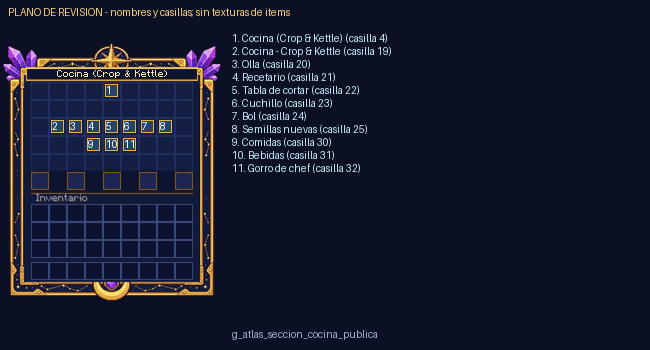 PLANO DE REVISION - nombres y casillas; sin texturas de items
Cocina (Crop & Kettle)
1
2 3 4 5 6 7 8
9 10 11
Inventario
1. Cocina (Crop & Kettle) (casilla 4)
2. Cocina - Crop & Kettle (casilla 19)
3. Olla (casilla 20)
4. Recetario (casilla 21)
5. Tabla de cortar (casilla 22)
6. Cuchillo (casilla 23)
7. Bol (casilla 24)
8. Semillas nuevas (casilla 25)
9. Comidas (casilla 30)
10. Bebidas (casilla 31)
11. Gorro de chef (casilla 32)
g_atlas_seccion_cocina_publica